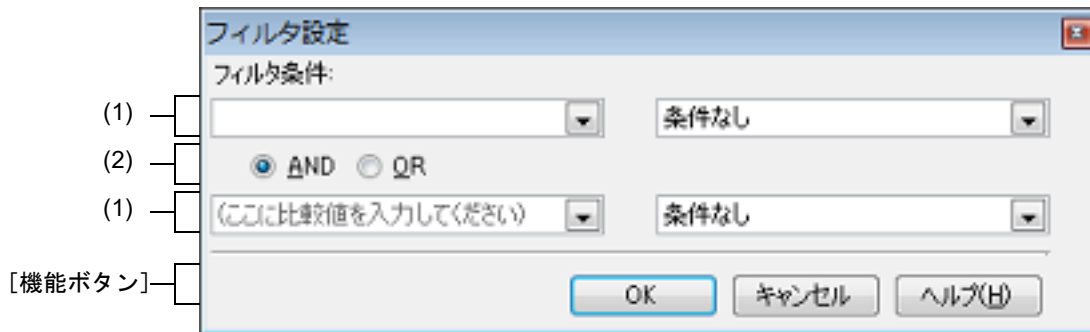 フィルタ設定
フィルタ条件:
(1) 条件なし
(2) AND OR
(1) (ここに比較値を入力してください) 条件なし
[機能ボタン] OK キャンセル ヘルプ(H)